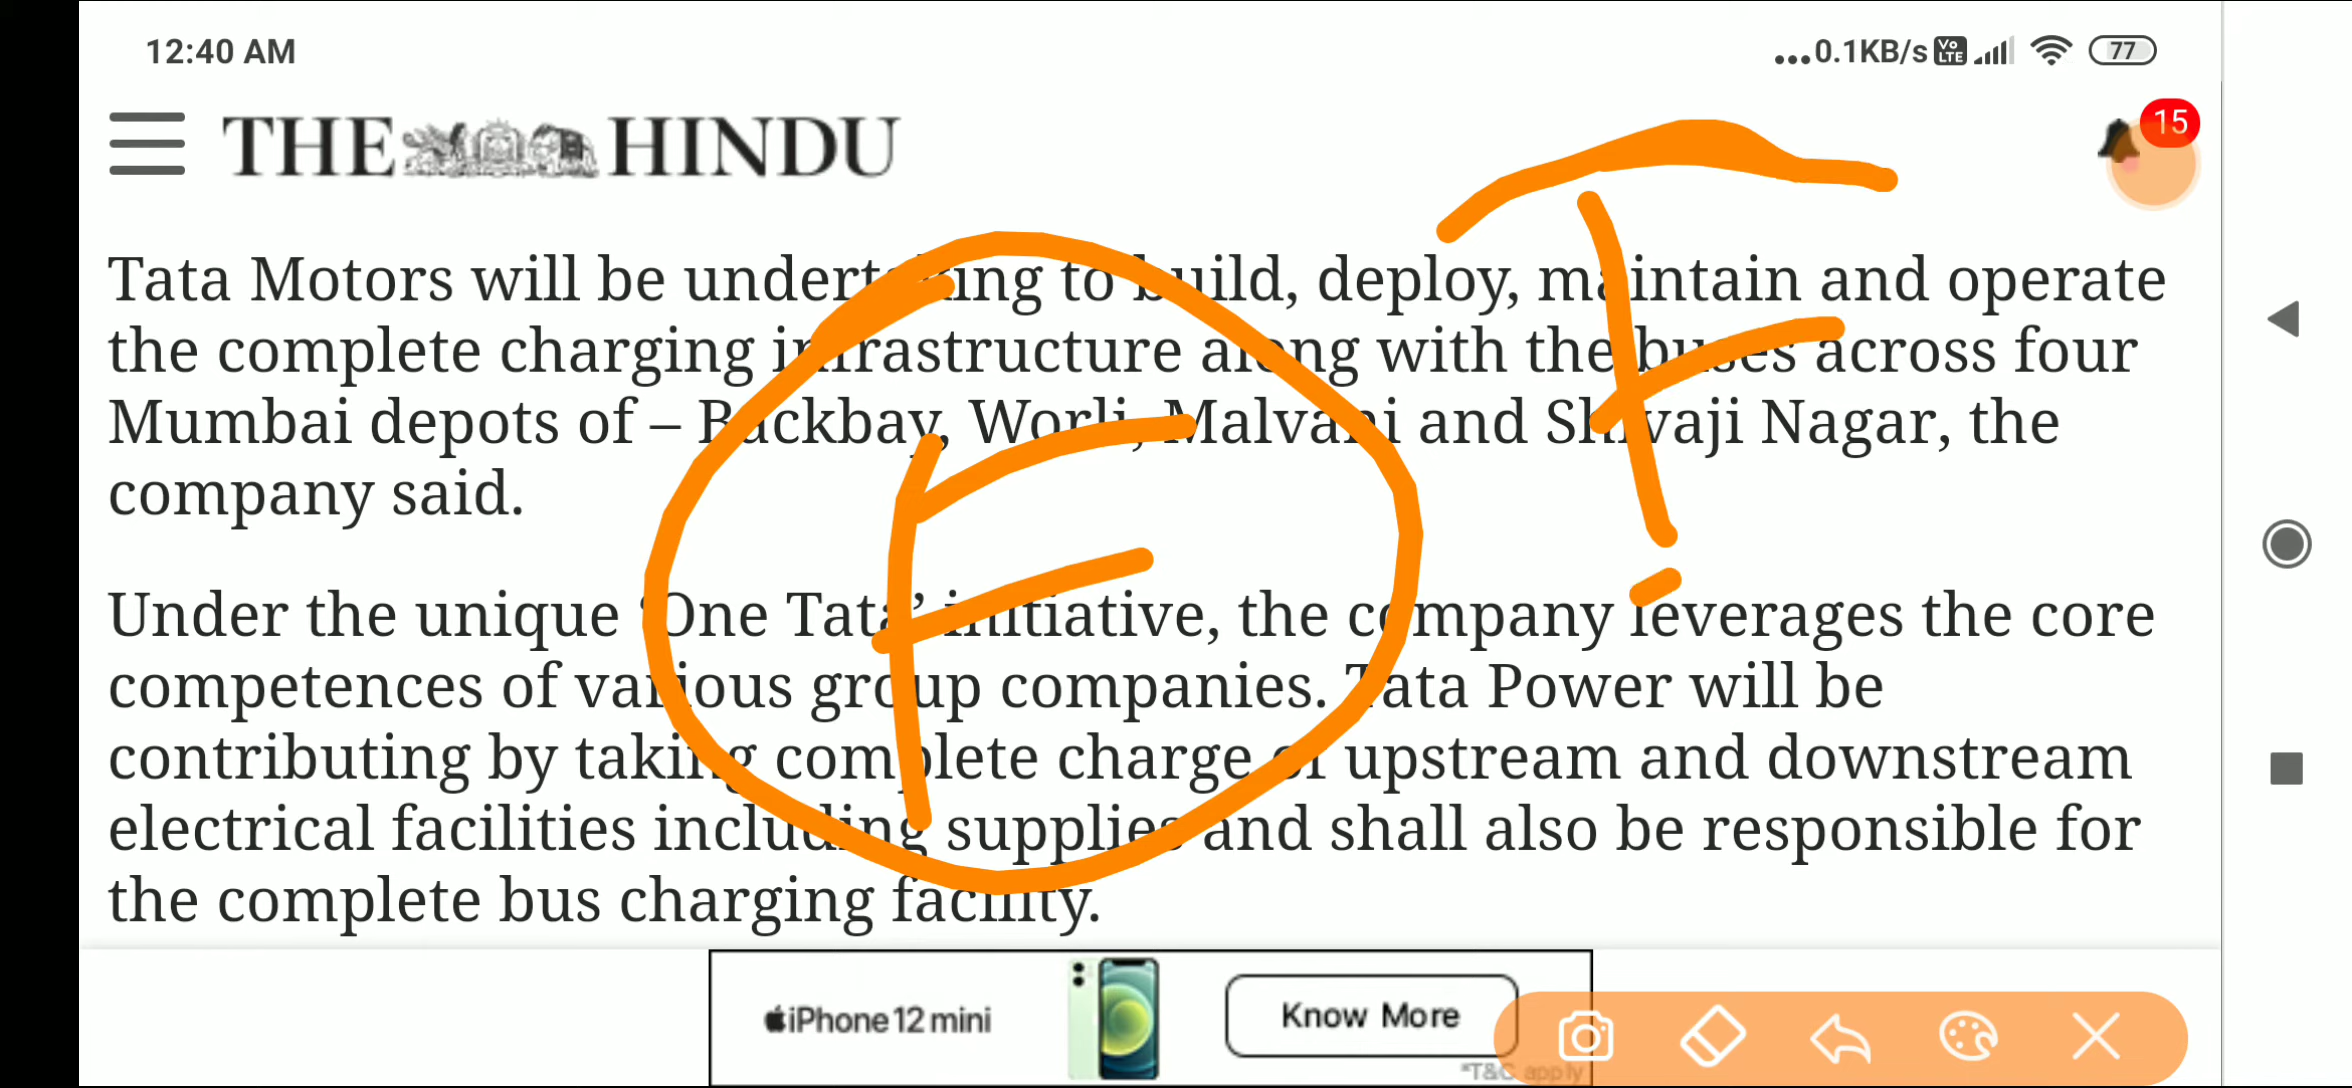 12:40 AM
...0.1KB/s Vo LTE 77
THE HINDU
15
Tata Motors will be undertaking to build, deploy, maintain and operate
the complete charging infrastructure along with the buses across four
Mumbai depots of – Backbay, Worli, Malvani and Shivaji Nagar, the
company said.
Under the unique ‘One Tata’ initiative, the company leverages the core
competences of various group companies. Tata Power will be
contributing by taking complete charge of upstream and downstream
electrical facilities including supplies and shall also be responsible for
the complete bus charging facility.
F
F
iPhone 12 mini
Know More
*T&C apply